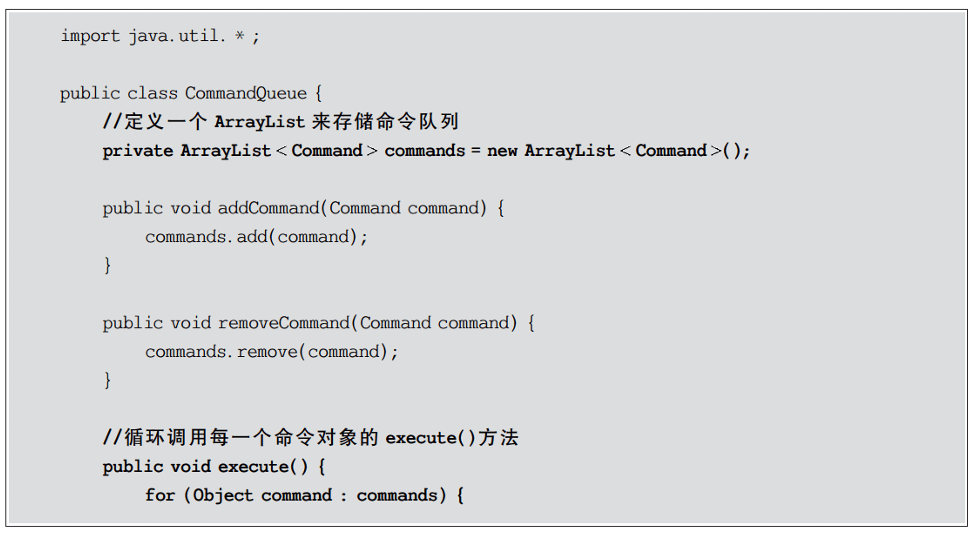 import java.util. * ;
public class CommandQueue {
//定义一个 ArrayList 来存储命令队列
private ArrayList < Command > commands = new ArrayList < Command >();
public void addCommand(Command command) {
commands.add(command);
}
public void removeCommand(Command command) {
commands.remove(command);
}
//循环调用每一个命令对象的 execute()方法
public void execute() {
for (Object command : commands) {